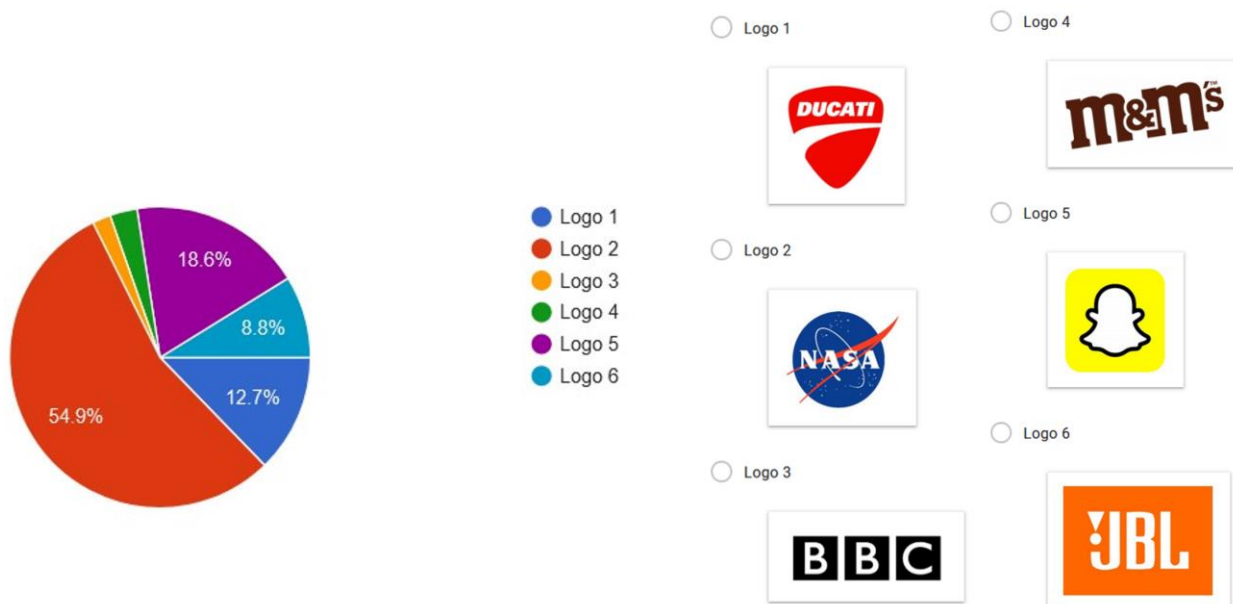 18.6%
8.8%
12.7%
54.9%
Logo 1
Logo 2
Logo 3
Logo 4
Logo 5
Logo 6
Logo 1
DUCATI
Logo 2
NASA
Logo 3
BBC
Logo 4
m&m's™
Logo 5
Logo 6
JBL